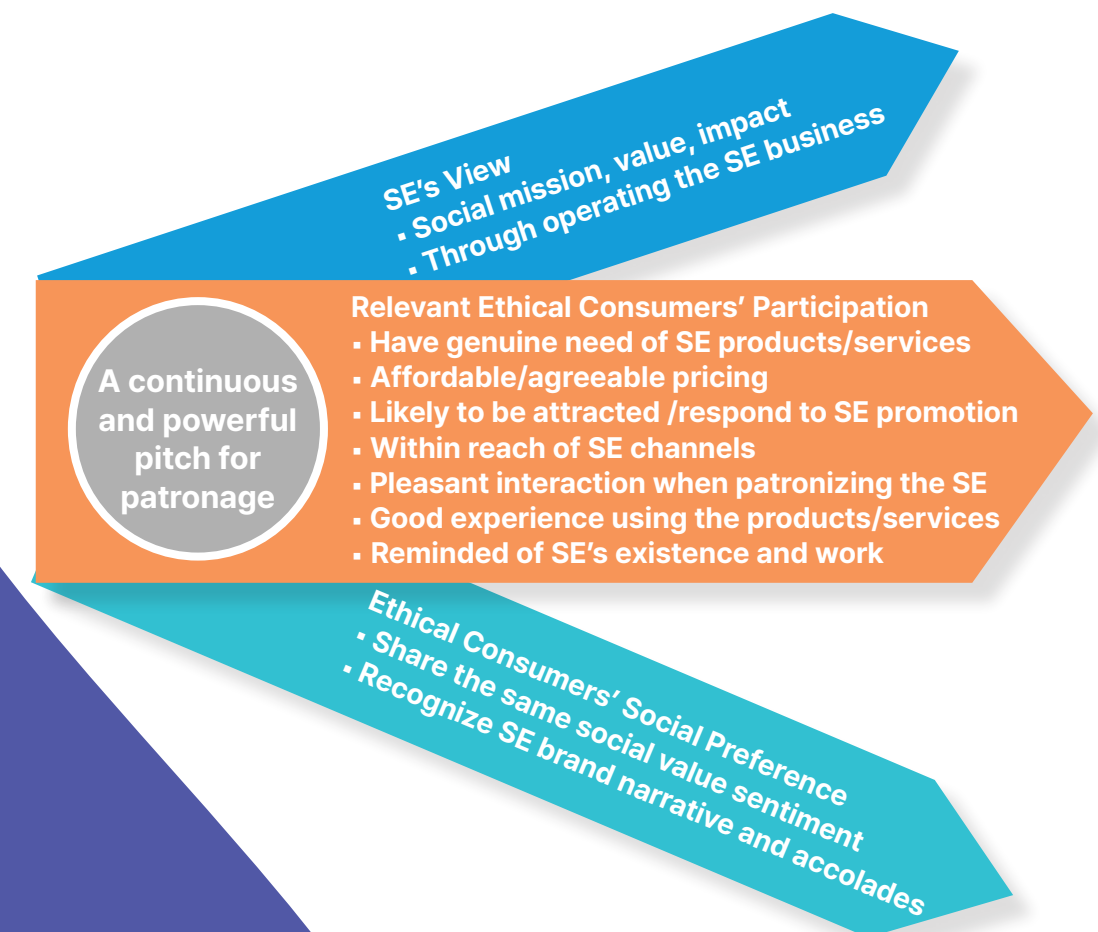 SE's View
▪ Social mission, value, impact
▪ Through operating the SE business
A continuous
and powerful
pitch for
patronage
Relevant Ethical Consumers' Participation
▪ Have genuine need of SE products/services
▪ Affordable/agreeable pricing
▪ Likely to be attracted /respond to SE promotion
▪ Within reach of SE channels
▪ Pleasant interaction when patronizing the SE
▪ Good experience using the products/services
▪ Reminded of SE's existence and work
Ethical Consumers' Social Preference
▪ Share the same social value sentiment
▪ Recognize SE brand narrative and accolades